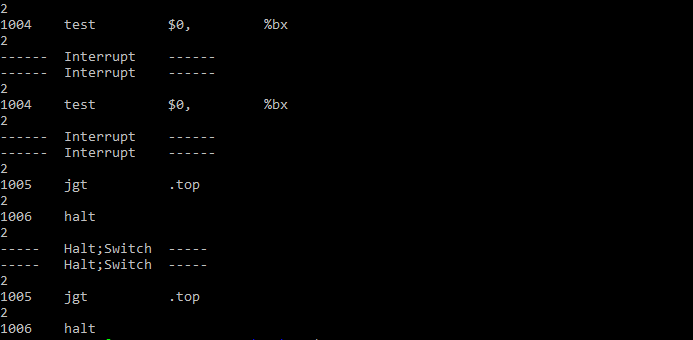 2
1004 test $0, %bx
2
------ Interrupt ------
------ Interrupt ------
2
1004 test $0, %bx
2
------ Interrupt ------
------ Interrupt ------
2
1005 jgt .top
2
1006 halt
2
----- Halt;Switch -----
----- Halt;Switch -----
2
1005 jgt .top
2
1006 halt